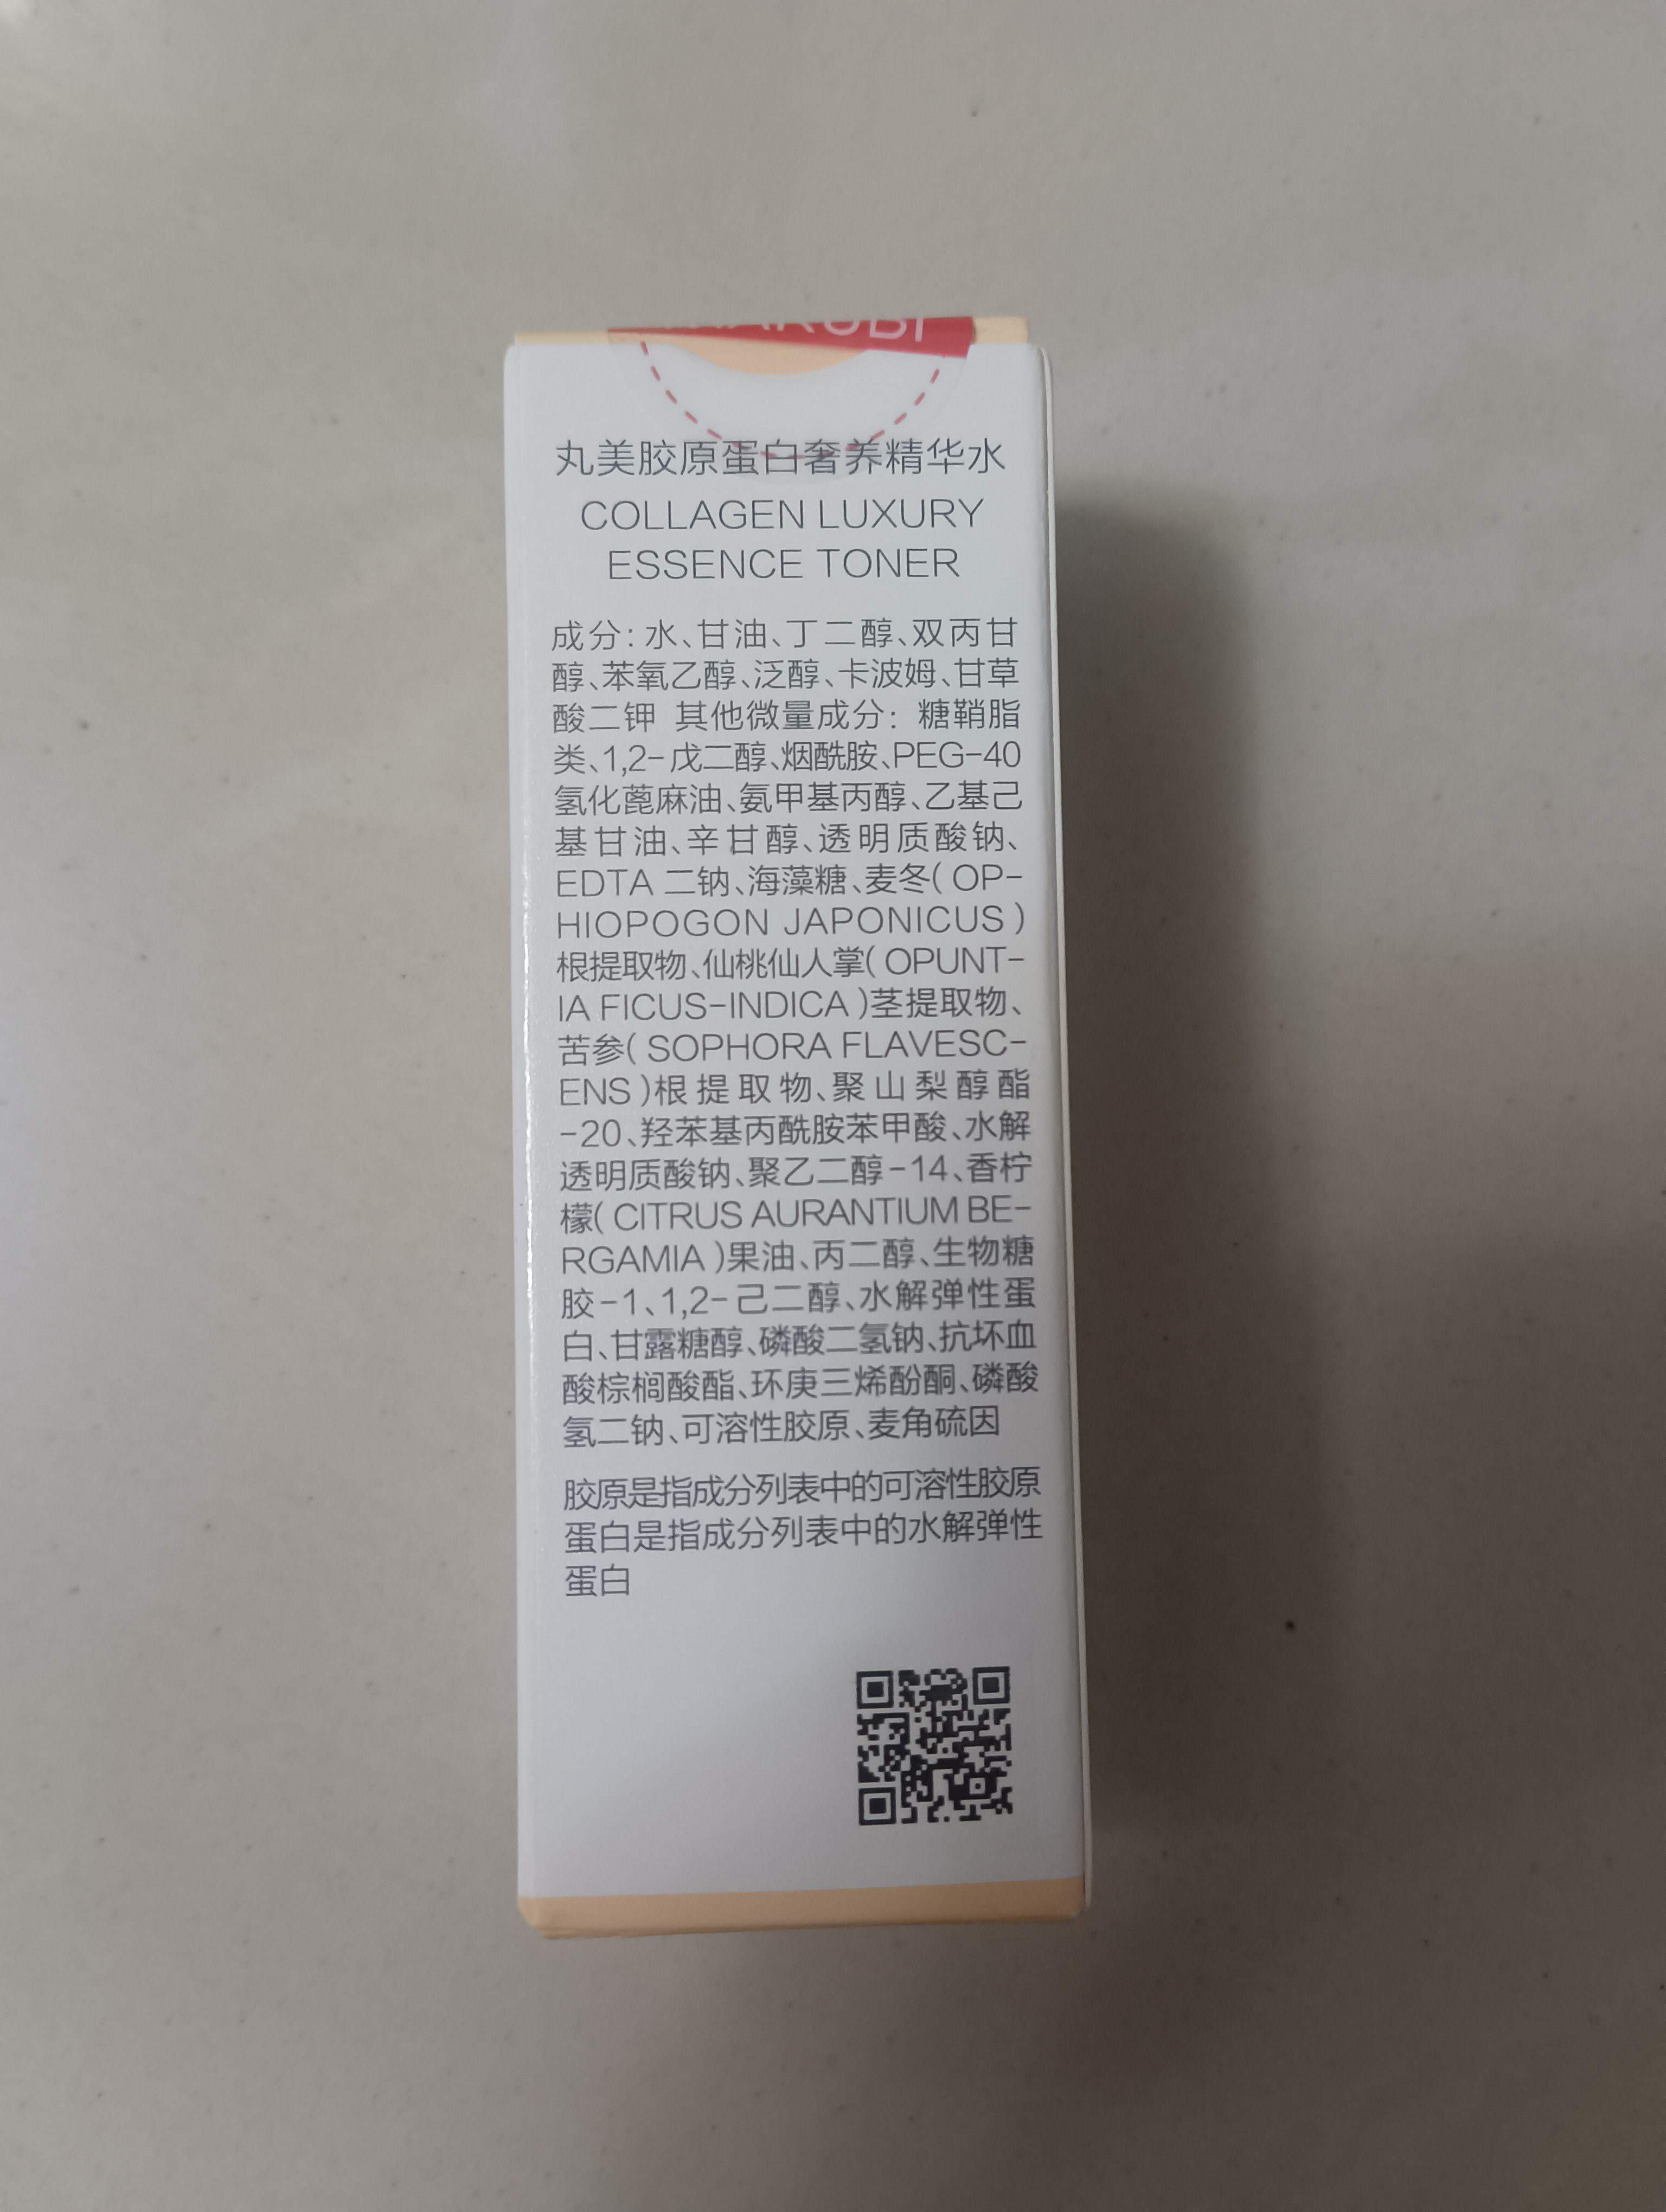 丸美胶原蛋白奢养精华水
COLLAGEN LUXURY
ESSENCE TONER
成分：水、甘油、丁二醇、双丙甘
醇、苯氧乙醇、泛醇、卡波姆、甘草
酸二钾 其他微量成分：糖鞘脂
类、1,2-戊二醇、烟酰胺、PEG-40
氢化蓖麻油、氨甲基丙醇、乙基己
基甘油、辛甘醇、透明质酸钠、
EDTA 二钠、海藻糖、麦冬( OP-
HIOPOGON JAPONICUS )
根提取物、仙桃仙人掌( OPUNT-
IA FICUS-INDICA )茎提取物、
苦参( SOPHORA FLAVESC-
ENS )根提取物、聚山梨醇酯
-20、羟苯基丙酰胺苯甲酸、水解
透明质酸钠、聚乙二醇-14、香柠
檬( CITRUS AURANTIUM BE-
RGAMIA )果油、丙二醇、生物糖
胶-1、1,2-己二醇、水解弹性蛋
白、甘露糖醇、磷酸二氢钠、抗坏血
酸棕榈酸酯、环庚三烯酚酮、磷酸
氢二钠、可溶性胶原、麦角硫因
胶原是指成分列表中的可溶性胶原
蛋白是指成分列表中的水解弹性
蛋白